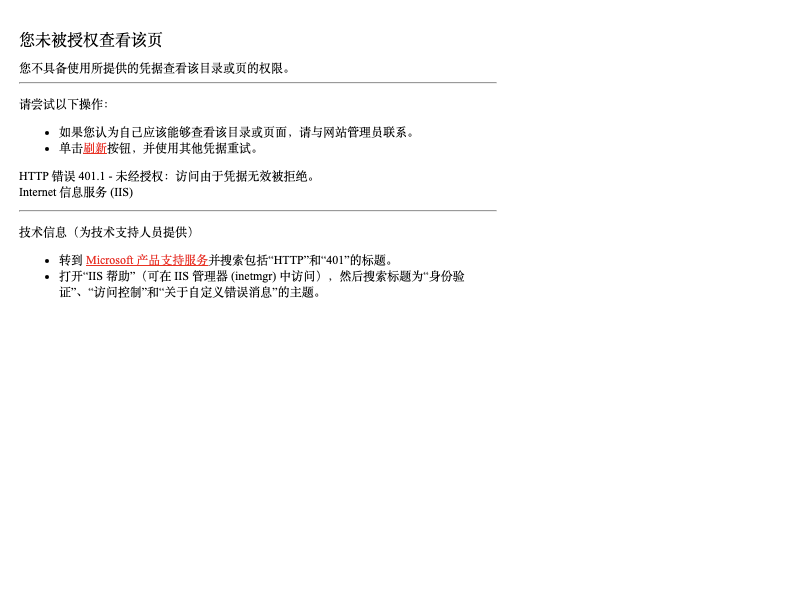 您未被授权查看该页
您不具备使用所提供的凭据查看该目录或页的权限。
请尝试以下操作：
如果您认为自己应该能够查看该目录或页面，请与网站管理员联系。
单击刷新按钮，并使用其他凭据重试。
HTTP 错误 401.1 - 未经授权：访问由于凭据无效被拒绝。
Internet 信息服务 (IIS)
技术信息（为技术支持人员提供）
转到 Microsoft 产品支持服务并搜索包括“HTTP”和“401”的标题。
打开“IIS 帮助”（可在 IIS 管理器 (inetmgr) 中访问），然后搜索标题为“身份验
证”、“访问控制”和“关于自定义错误消息”的主题。